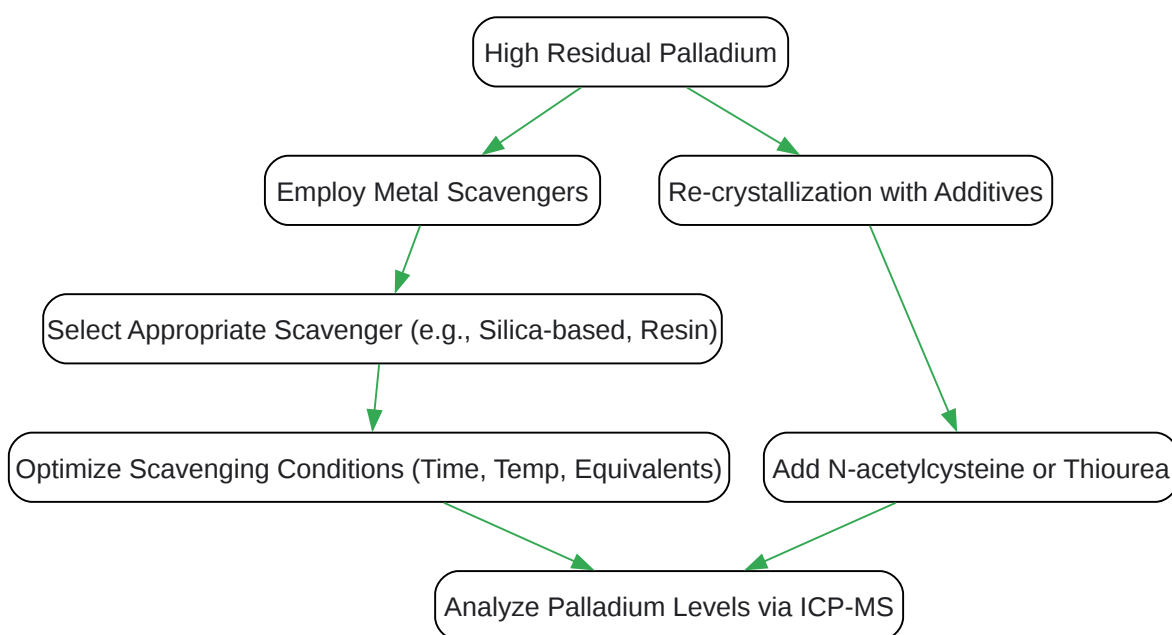 High Residual Palladium
Employ Metal Scavengers
Re-crystallization with Additives
Select Appropriate Scavenger (e.g., Silica-based, Resin)
Optimize Scavenging Conditions (Time, Temp, Equivalents)
Add N-acetylcysteine or Thiourea
Analyze Palladium Levels via ICP-MS